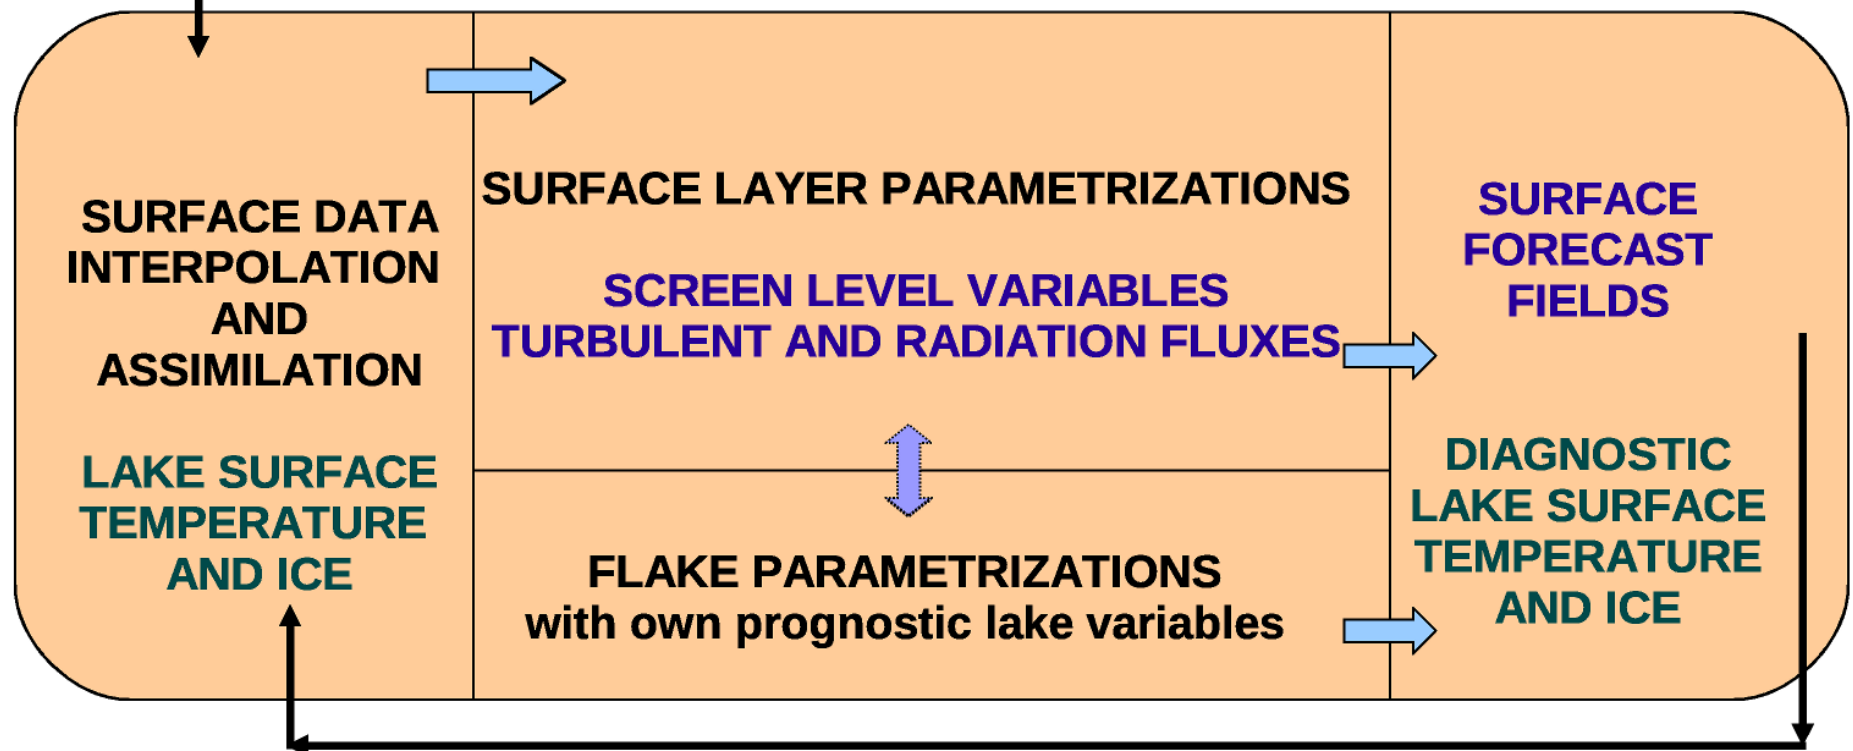 SURFACE DATA
INTERPOLATION
AND
ASSIMILATION
LAKE SURFACE
TEMPERATURE
AND ICE
SURFACE LAYER PARAMETRIZATIONS
SCREEN LEVEL VARIABLES
TURBULENT AND RADIATION FLUXES
FLAKE PARAMETRIZATIONS
with own prognostic lake variables
SURFACE
FORECAST
FIELDS
DIAGNOSTIC
LAKE SURFACE
TEMPERATURE
AND ICE